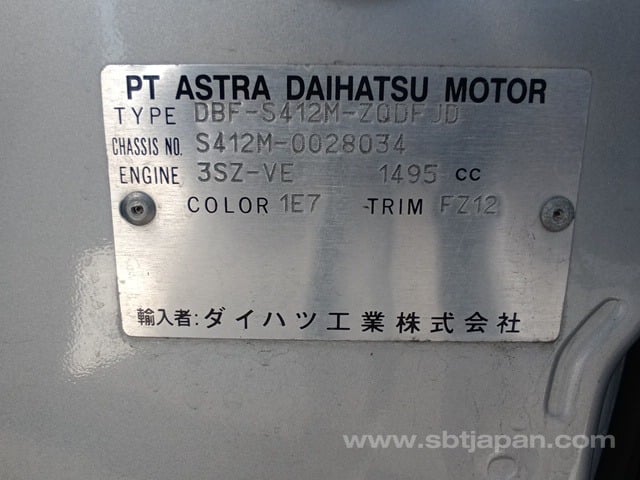 PT ASTRA DAIHATSU MOTOR
TYPE DBF-S412M-ZQDFJD
CHASSIS NO. S412M-0028034
ENGINE 3SZ-VE 1495 cc
COLOR 1E7 TRIM FZ12
輸入者: ダイハツ工業株式会社
www.sbtjapan.com